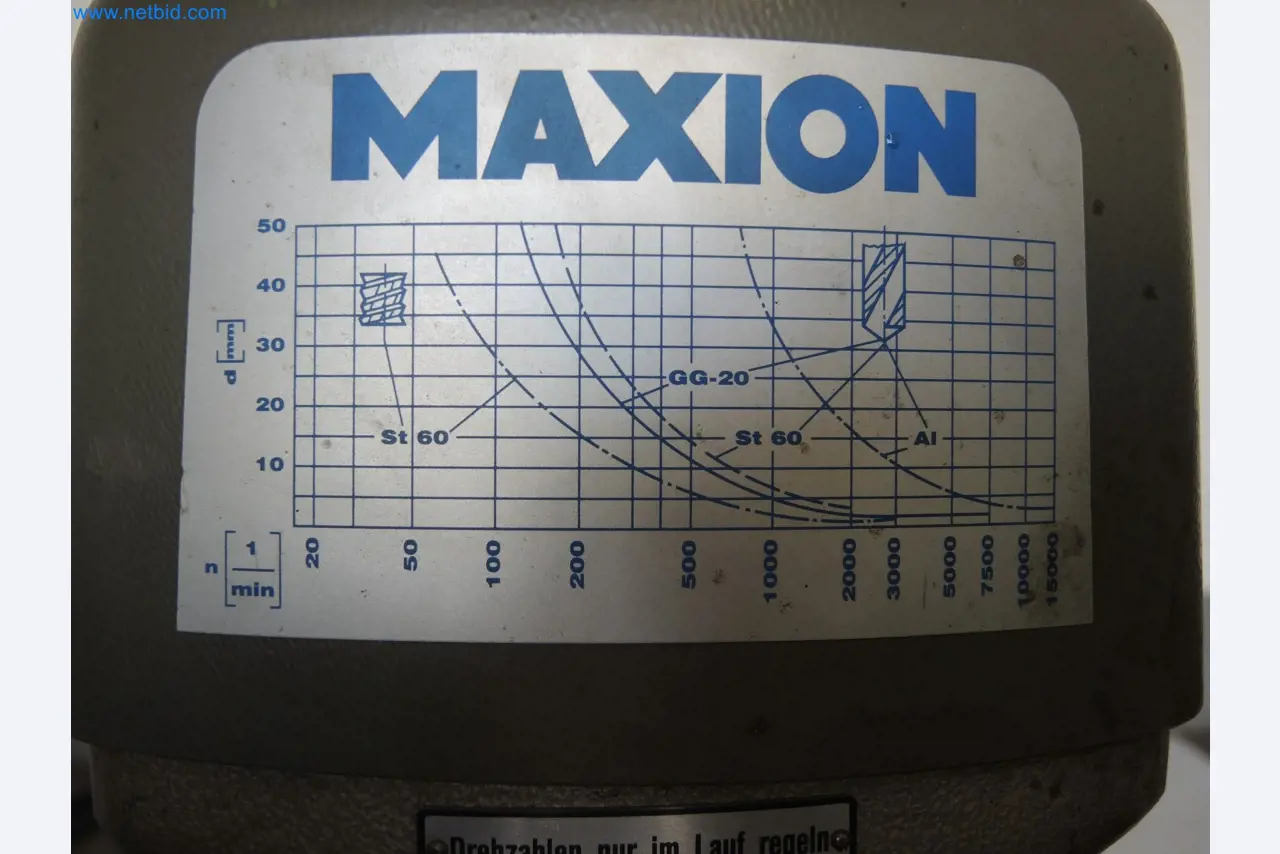 www.netbid.com
MAXION
50
40
30
20
10
d [mm]
GG-20
St 60
St 60
Al
n [1/min]
20 50 100 200 500 1000 2000 3000 5000 7500 10000 15000
Drehzahlen nur im Lauf regeln